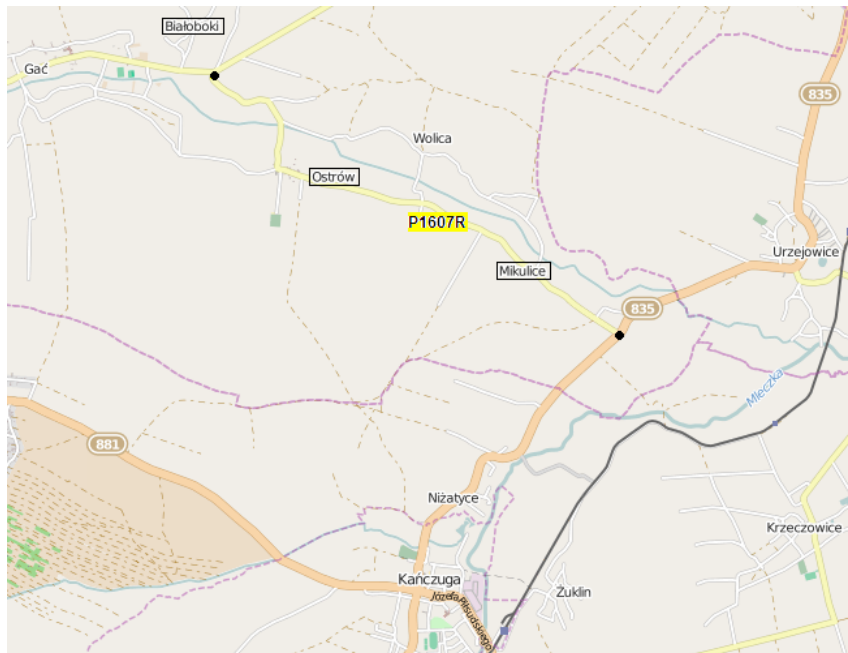 Białoboki
Gać
835
Wolica
Ostrów
P1607R
Urzejowice
Mikulice
835
Mleczka
881
Niżatyce
Krzeczowice
Kańczuga
Żuklin
Józefa Piłsudskiego